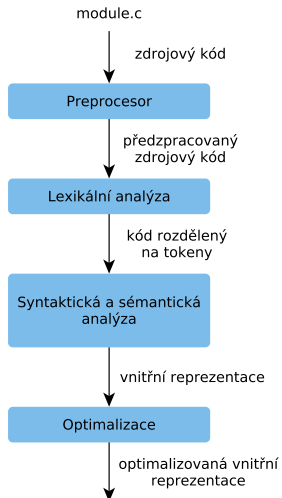 module.c
zdrojový kód
Preprocesor
předzpracovaný
zdrojový kód
Lexikální analýza
kód rozdělený
na tokeny
Syntaktická a sémantická
analýza
vnitřní reprezentace
Optimalizace
optimalizovaná vnitřní
reprezentace